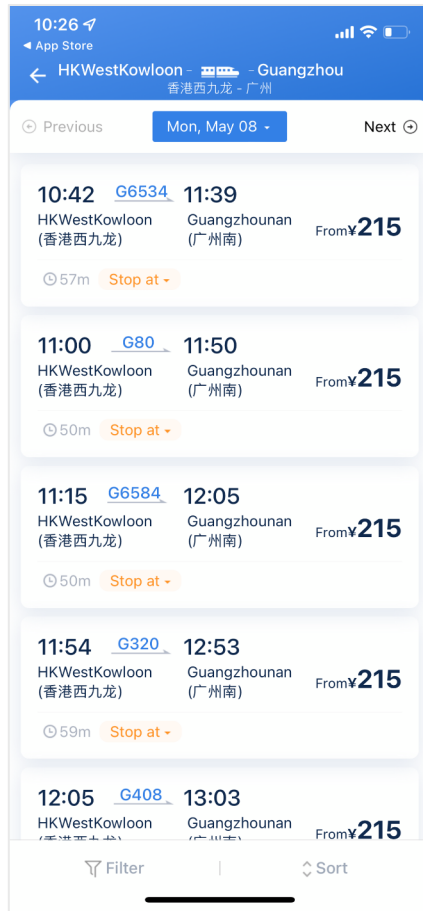 10:26
◀ App Store
HKWestKowloon - - Guangzhou
香港西九龙 - 广州
Previous Mon, May 08 Next
10:42 G6534 11:39
HKWestKowloon Guangzhounan From¥215
(香港西九龙) (广州南)
57m Stop at
11:00 G80 11:50
HKWestKowloon Guangzhounan From¥215
(香港西九龙) (广州南)
50m Stop at
11:15 G6584 12:05
HKWestKowloon Guangzhounan From¥215
(香港西九龙) (广州南)
50m Stop at
11:54 G320 12:53
HKWestKowloon Guangzhounan From¥215
(香港西九龙) (广州南)
59m Stop at
12:05 G408 13:03
HKWestKowloon Guangzhounan From¥215
Filter Sort